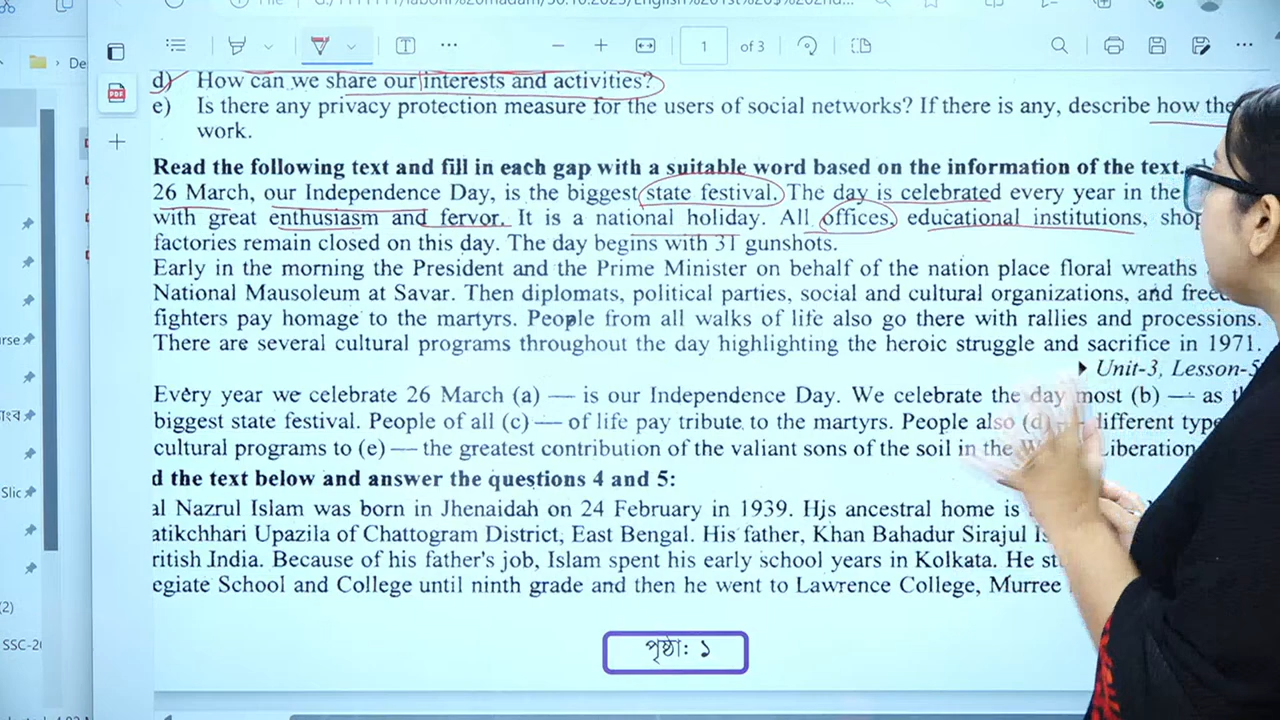 File
1 of 3
De
d) How can we share our interests and activities?
e) Is there any privacy protection measure for the users of social networks? If there is any, describe how the
work.
Read the following text and fill in each gap with a suitable word based on the information of the text.
26 March, our Independence Day, is the biggest state festival. The day is celebrated every year in the
with great enthusiasm and fervor. It is a national holiday. All offices, educational institutions, shop
factories remain closed on this day. The day begins with 31 gunshots.
Early in the morning the President and the Prime Minister on behalf of the nation place floral wreaths
National Mausoleum at Savar. Then diplomats, political parties, social and cultural organizations, and freed
fighters pay homage to the martyrs. People from all walks of life also go there with rallies and processions.
There are several cultural programs throughout the day highlighting the heroic struggle and sacrifice in 1971.
Unit-3, Lesson-5
Every year we celebrate 26 March (a) — is our Independence Day. We celebrate the day most (b) — as t
biggest state festival. People of all (c) — of life pay tribute to the martyrs. People also (d) — different type
cultural programs to (e) — the greatest contribution of the valiant sons of the soil in the W Liberation
d the text below and answer the questions 4 and 5:
al Nazrul Islam was born in Jhenaidah on 24 February in 1939. Hjs ancestral home is
atikchhari Upazila of Chattogram District, East Bengal. His father, Khan Bahadur Sirajul Is
ritish India. Because of his father's job, Islam spent his early school years in Kolkata. He st
egiate School and College until ninth grade and then he went to Lawrence College, Murree
পৃষ্ঠা: ১
urse
Slic
(2)
SSC-20